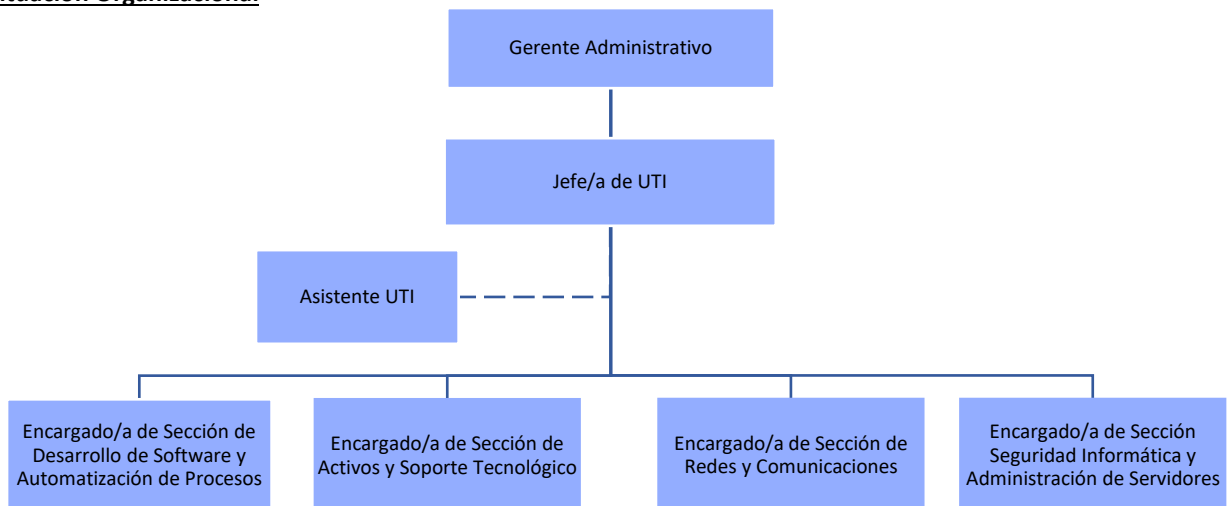 Organizacional
Gerente Administrativo
Jefe/a de UTI
Asistente UTI
Encargado/a de Sección de
Desarrollo de Software y
Automatización de Procesos
Encargado/a de Sección de
Activos y Soporte Tecnológico
Encargado/a de Sección de
Redes y Comunicaciones
Encargado/a de Sección
Seguridad Informática y
Administración de Servidores